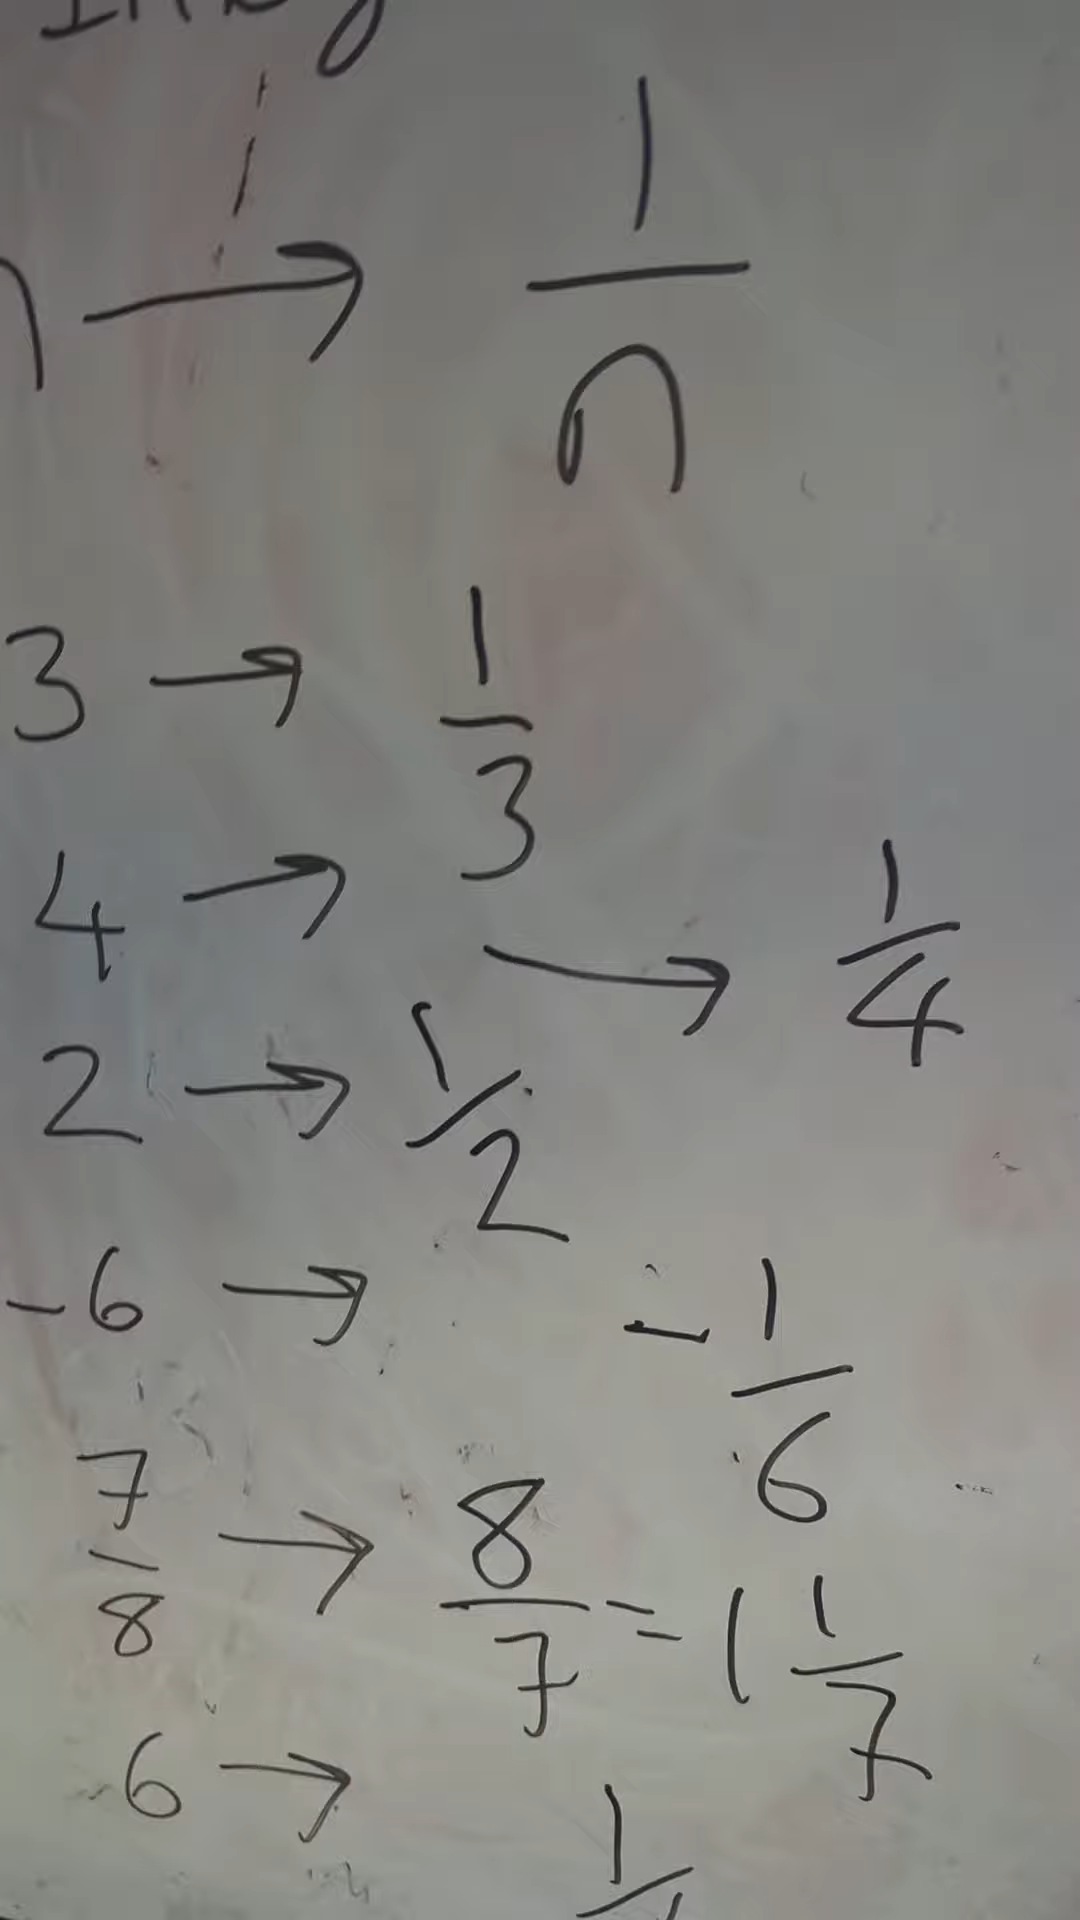 n → 1/n
3 → 1/3
4 → → 1/4
2 → 1/2
-6 → -1/6
7/8 → 8/7 = 1 1/7
6 →